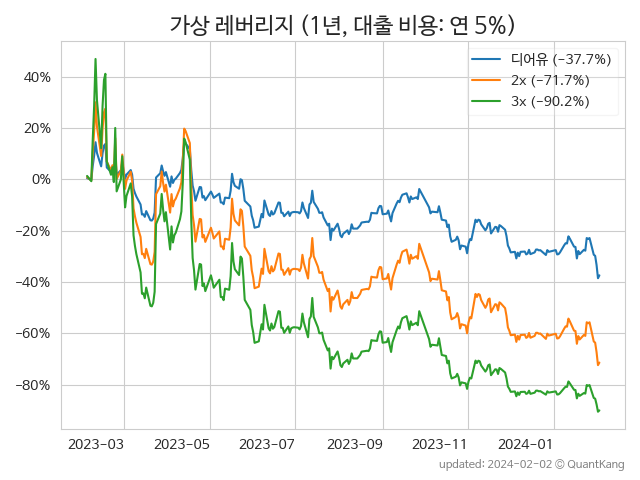 가상 레버리지 (1년, 대출 비용: 연 5%)
디어유 (-37.7%)
2x (-71.7%)
3x (-90.2%)
40%
20%
0%
-20%
-40%
-60%
-80%
2023-03 2023-05 2023-07 2023-09 2023-11 2024-01
updated: 2024-02-02 © QuantKang